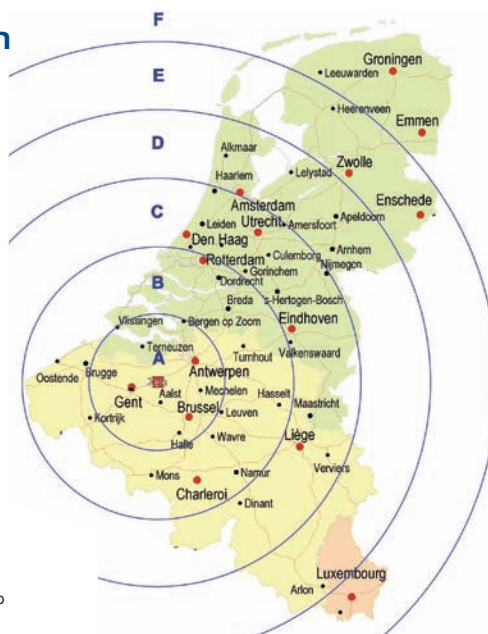 n
F
Groningen
Leeuwarden
E
Heerenveen
Emmen
D
Alkmaar
Zwolle
Lelystad
Haarlem
Enschede
Amsterdam
C
Utrecht
Apeldoorn
Leiden
Amersfoort
Den Haag
Arnhem
Culemborg
Rotterdam
Nijmegen
Gorinchem
B
Dordrecht
s-Hertogen-Bosch
Breda
Vlissingen
Bergen op Zoom
Eindhoven
Terneuzen
Turnhout
Valkenswaard
A
Antwerpen
Brugge
Oostende
Gent
Aalst
Mechelen
Hasselt
Maastricht
Kortrijk
Brussel
Leuven
Halle
Wavre
Liège
Verviers
Mons
Namur
Charleroi
Dinant
Luxembourg
Arlon